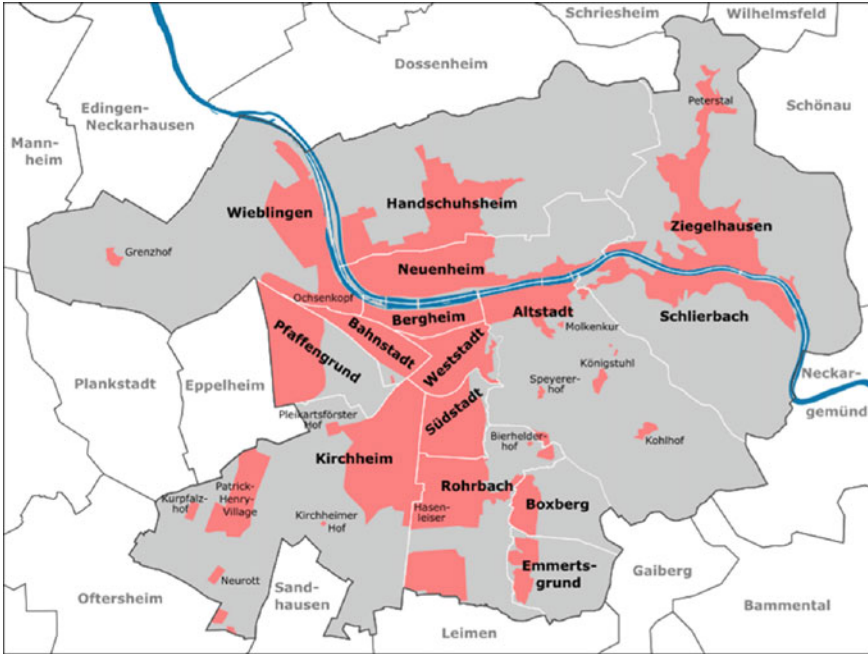 Schriesheim
Wilhelmsfeld
Dossenheim
Edingen-
Neckarhausen
Peterstal
Schönau
Mann-
heim
Wieblingen
Handschuhsheim
Ziegelhausen
Grenzhof
Neuenheim
Ochsenkopf
Bergheim
Altstadt
Schlierbach
Molkenkur
Bahnstadt
Pfaffengrund
Weststadt
Königstuhl
Plankstadt
Eppelheim
Speyerer-
hof
Neckar-
gemünd
Südstadt
Pleikartsförster
Hof
Bierhelder-
hof
Kohlhof
Kirchheim
Rohrbach
Patrick-
Henry-
Village
Kurpfalz-
hof
Kirchheimer
Hof
Hasen-
leiser
Boxberg
Emmerts-
grund
Neurott
Sand-
hausen
Gaiberg
Oftersheim
Bammental
Leimen